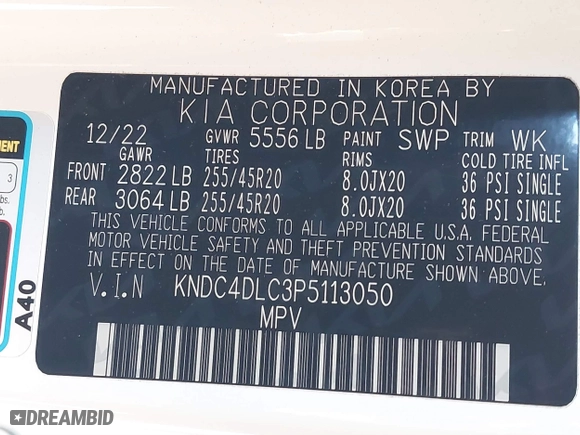 MANUFACTURED IN KOREA BY
KIA CORPORATION
12/22 GVWR 5556 LB PAINT SWP TRIM WK
GAWR TIRES RIMS COLD TIRE INFL
FRONT 2822 LB 255/45R20 8.0JX20 36 PSI SINGLE
REAR 3064 LB 255/45R20 8.0JX20 36 PSI SINGLE
THIS VEHICLE CONFORMS TO ALL APPLICABLE U.S.A. FEDERAL
MOTOR VEHICLE SAFETY AND THEFT PREVENTION STANDARDS
IN EFFECT ON THE DATE OF MANUFACTURE SHOWN ABOVE.
V.I.N KNDC4DLC3P5113050
MPV
3
A40
DREAMBID